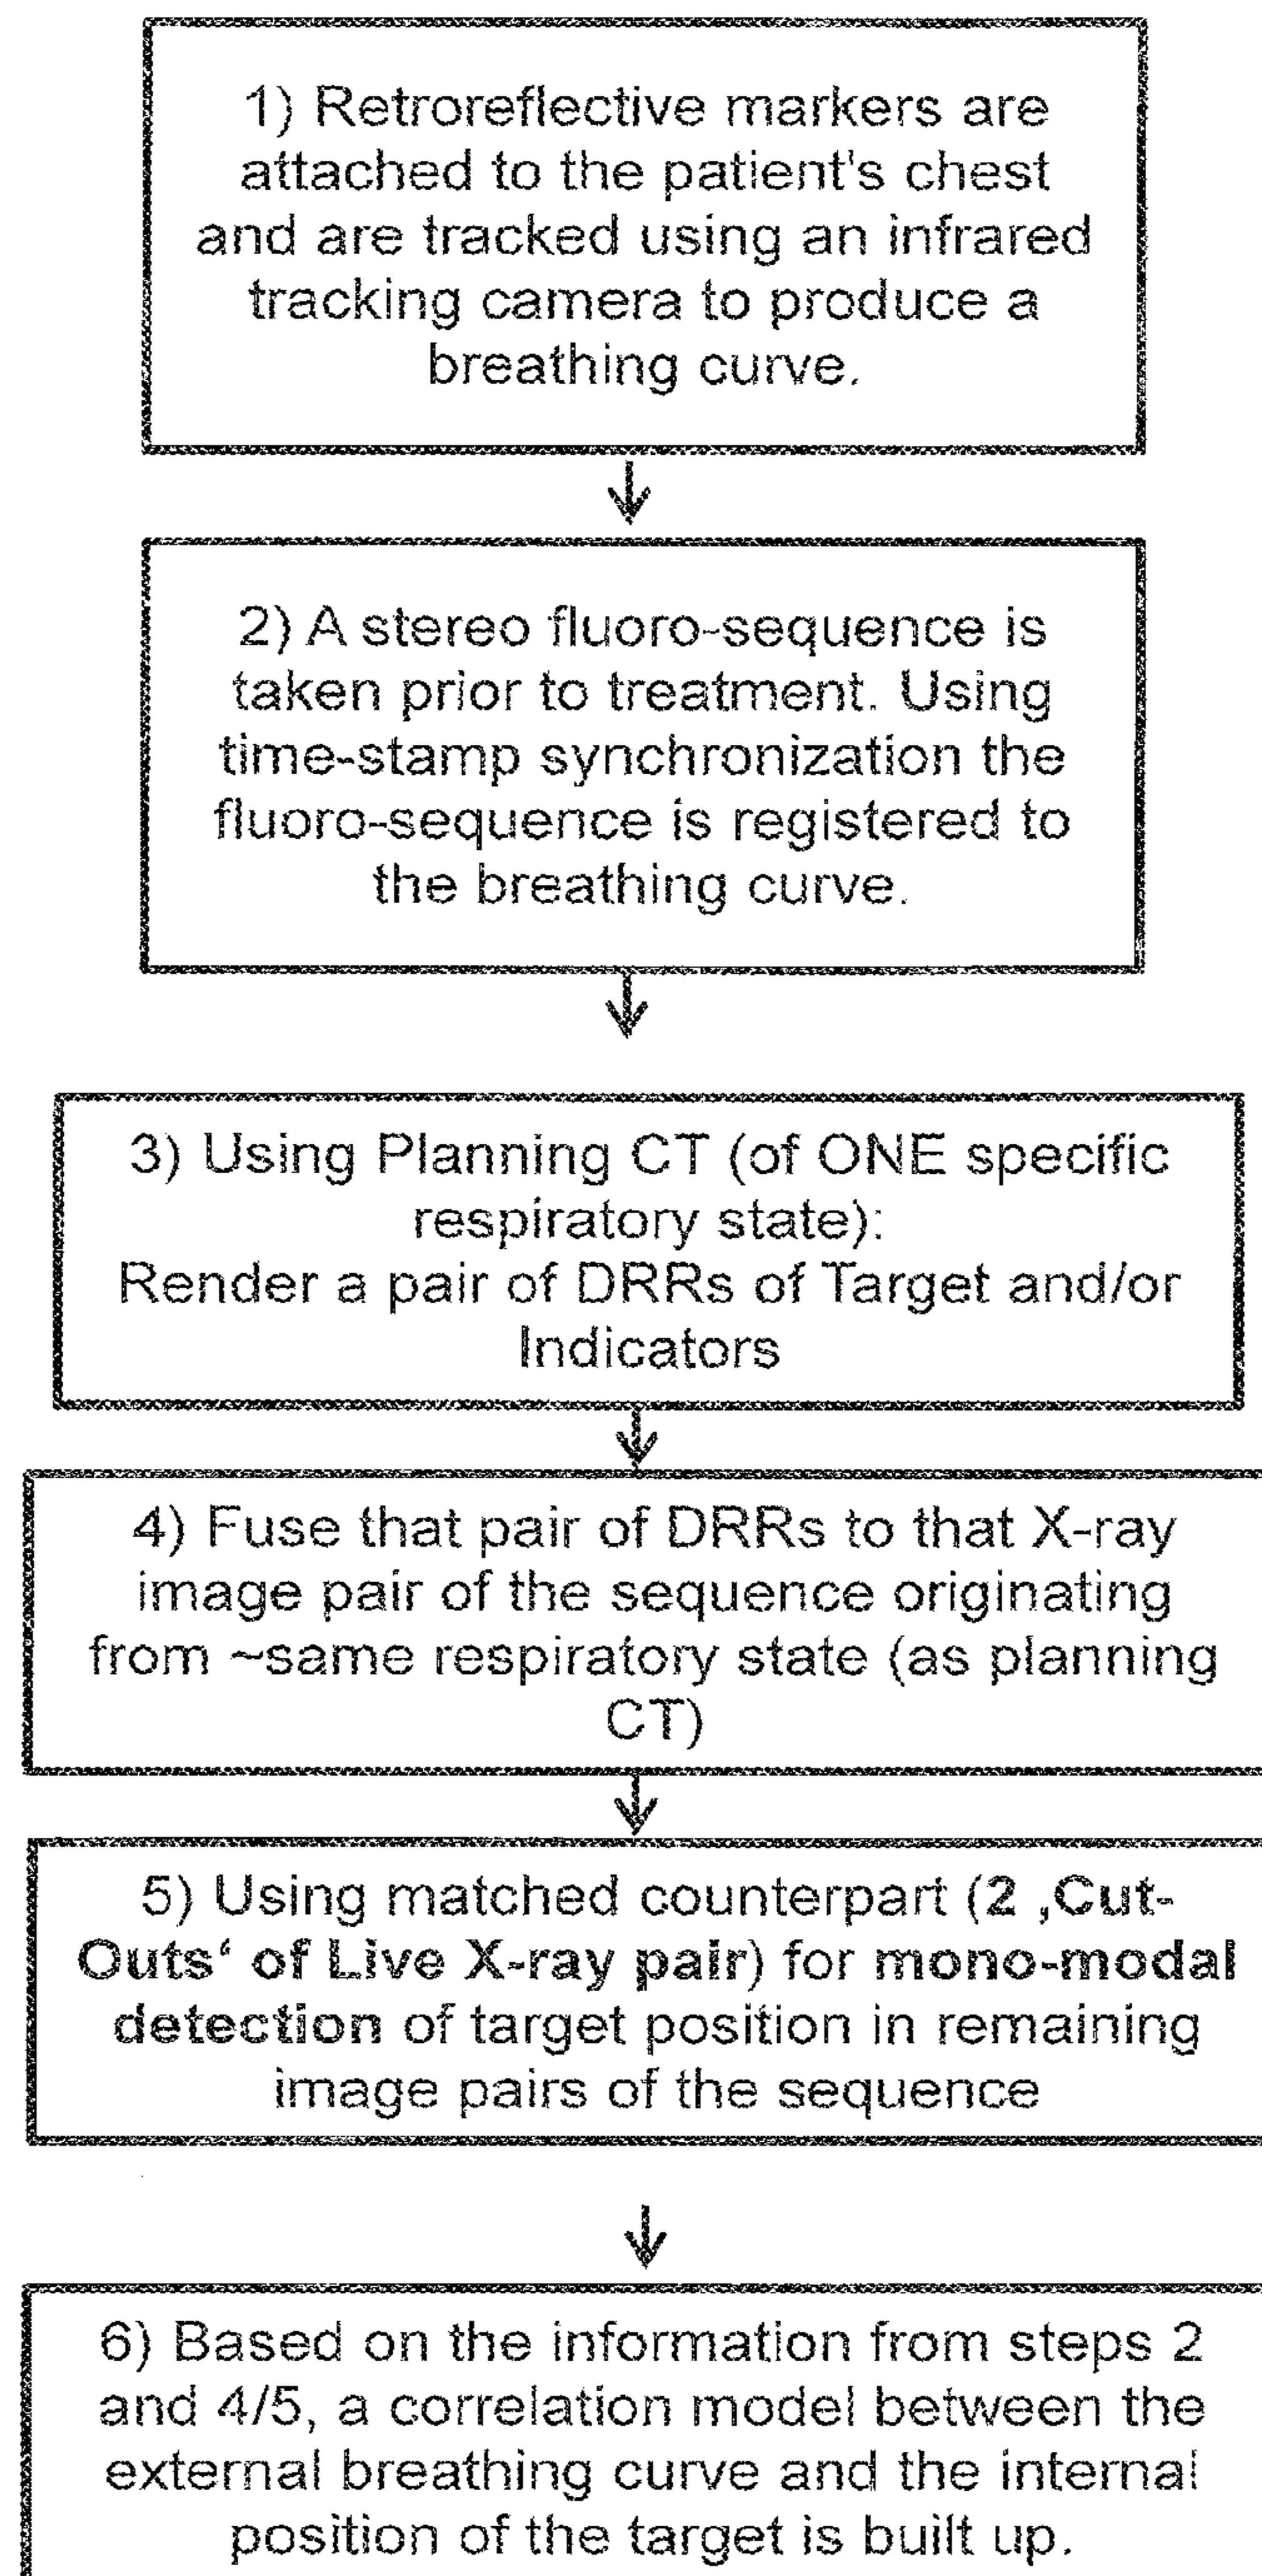 1) Retroreflective markers are
attached to the patient's chest
and are tracked using an infrared
tracking camera to produce a
breathing curve.
2) A stereo fluoro-sequence is
taken prior to treatment. Using
time-stamp synchronization the
fluoro-sequence is registered to
the breathing curve.
3) Using Planning CT (of ONE specific
respiratory state):
Render a pair of DRRs of Target and/or
Indicators
4) Fuse that pair of DRRs to that X-ray
image pair of the sequence originating
from ~same respiratory state (as planning
CT)
5) Using matched counterpart (2 ‚Cut-
Outs‘ of Live X-ray pair) for mono-modal
detection of target position in remaining
image pairs of the sequence
6) Based on the information from steps 2
and 4/5, a correlation model between the
external breathing curve and the internal
position of the target is built up.